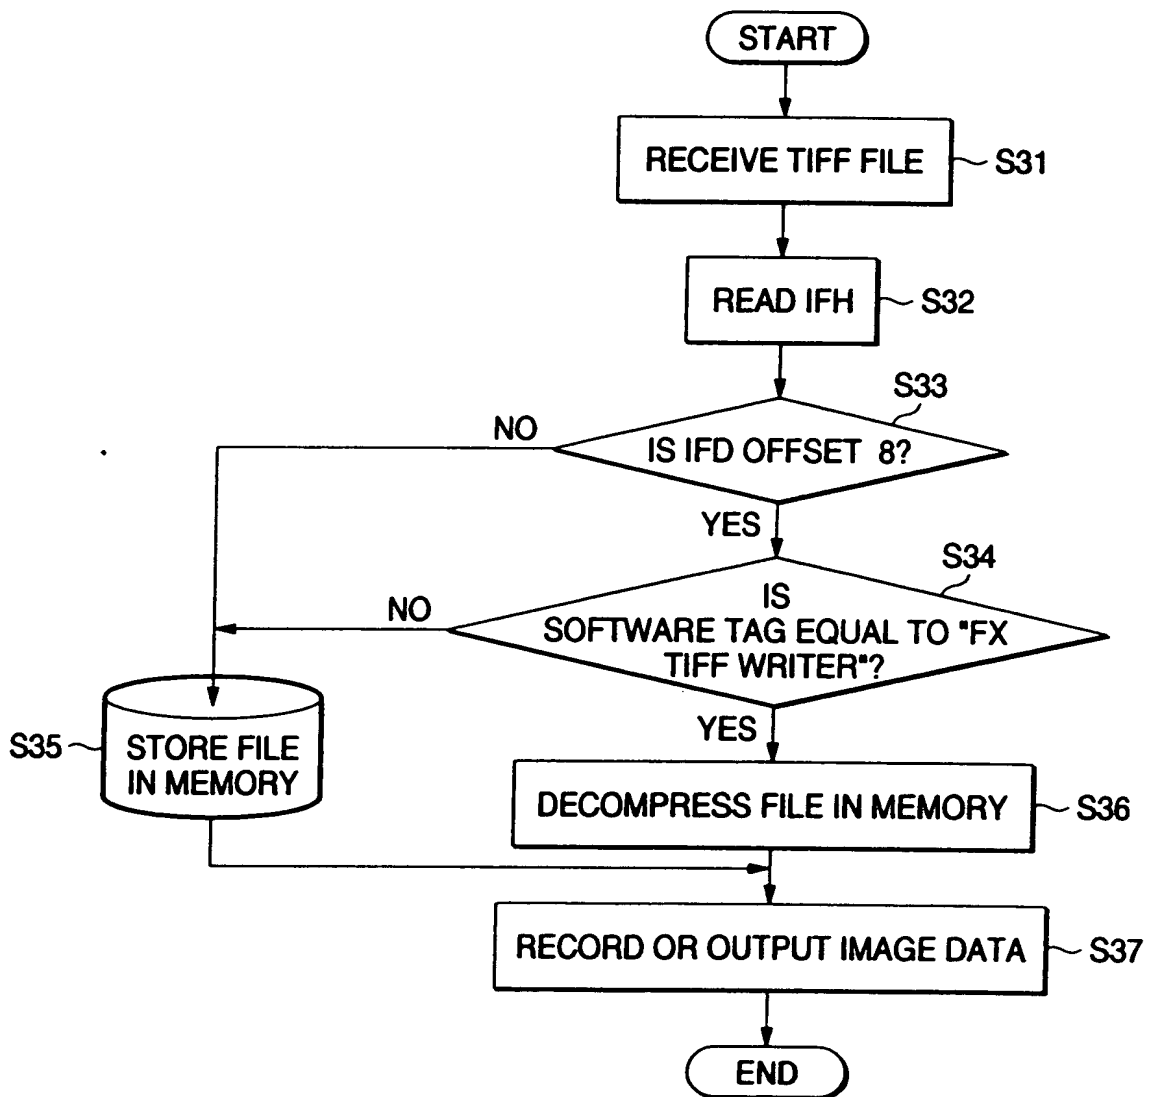 START
RECEIVE TIFF FILE
S31
READ IFH
S32
S33
NO
IS IFD OFFSET 8?
YES
S34
NO
IS
SOFTWARE TAG EQUAL TO "FX
TIFF WRITER"?
YES
S35
STORE FILE
IN MEMORY
DECOMPRESS FILE IN MEMORY
S36
RECORD OR OUTPUT IMAGE DATA
S37
END